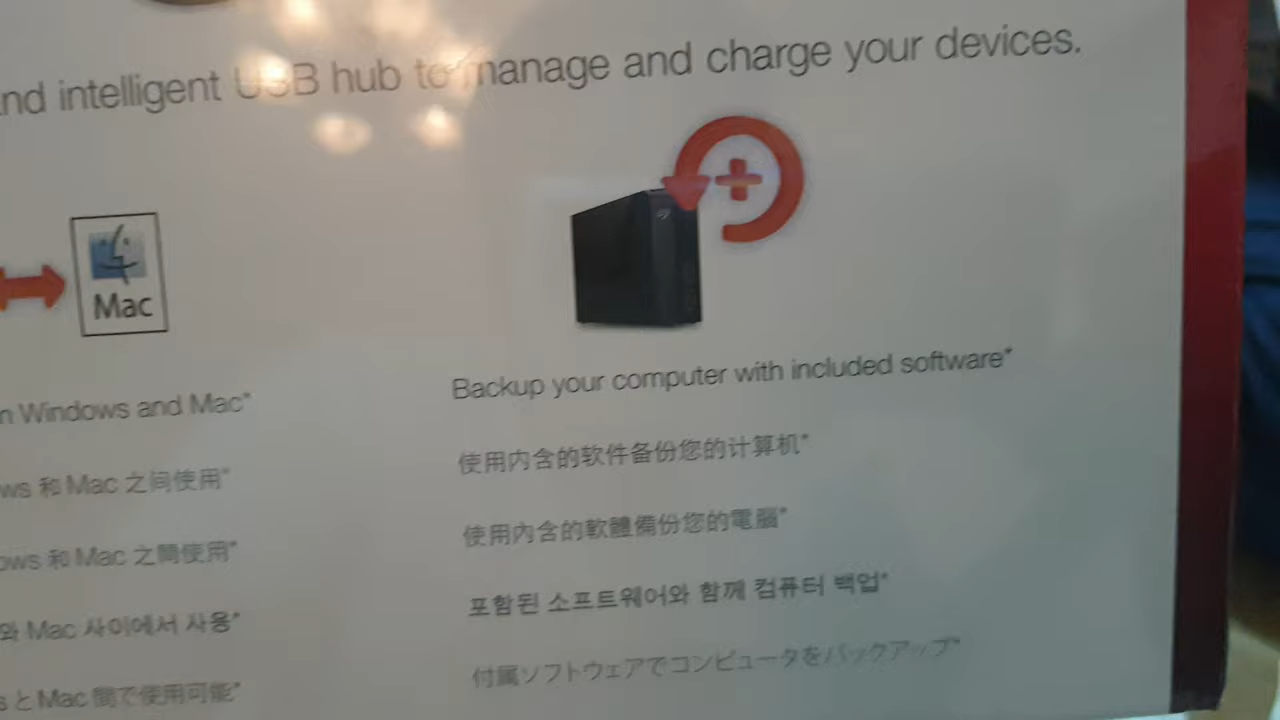 intelligent USB hub to manage and charge your devices.
Mac
Windows and Mac*
和 Mac 之间使用*
和 Mac 之間使用*
Mac 사이에서 사용*
と Mac 間で使用可能*
Backup your computer with included software*
使用内含的软件备份您的计算机*
使用內含的軟體備份您的電腦*
포함된 소프트웨어와 함께 컴퓨터 백업*
付属ソフトウェアでコンピュータをバックアップ*